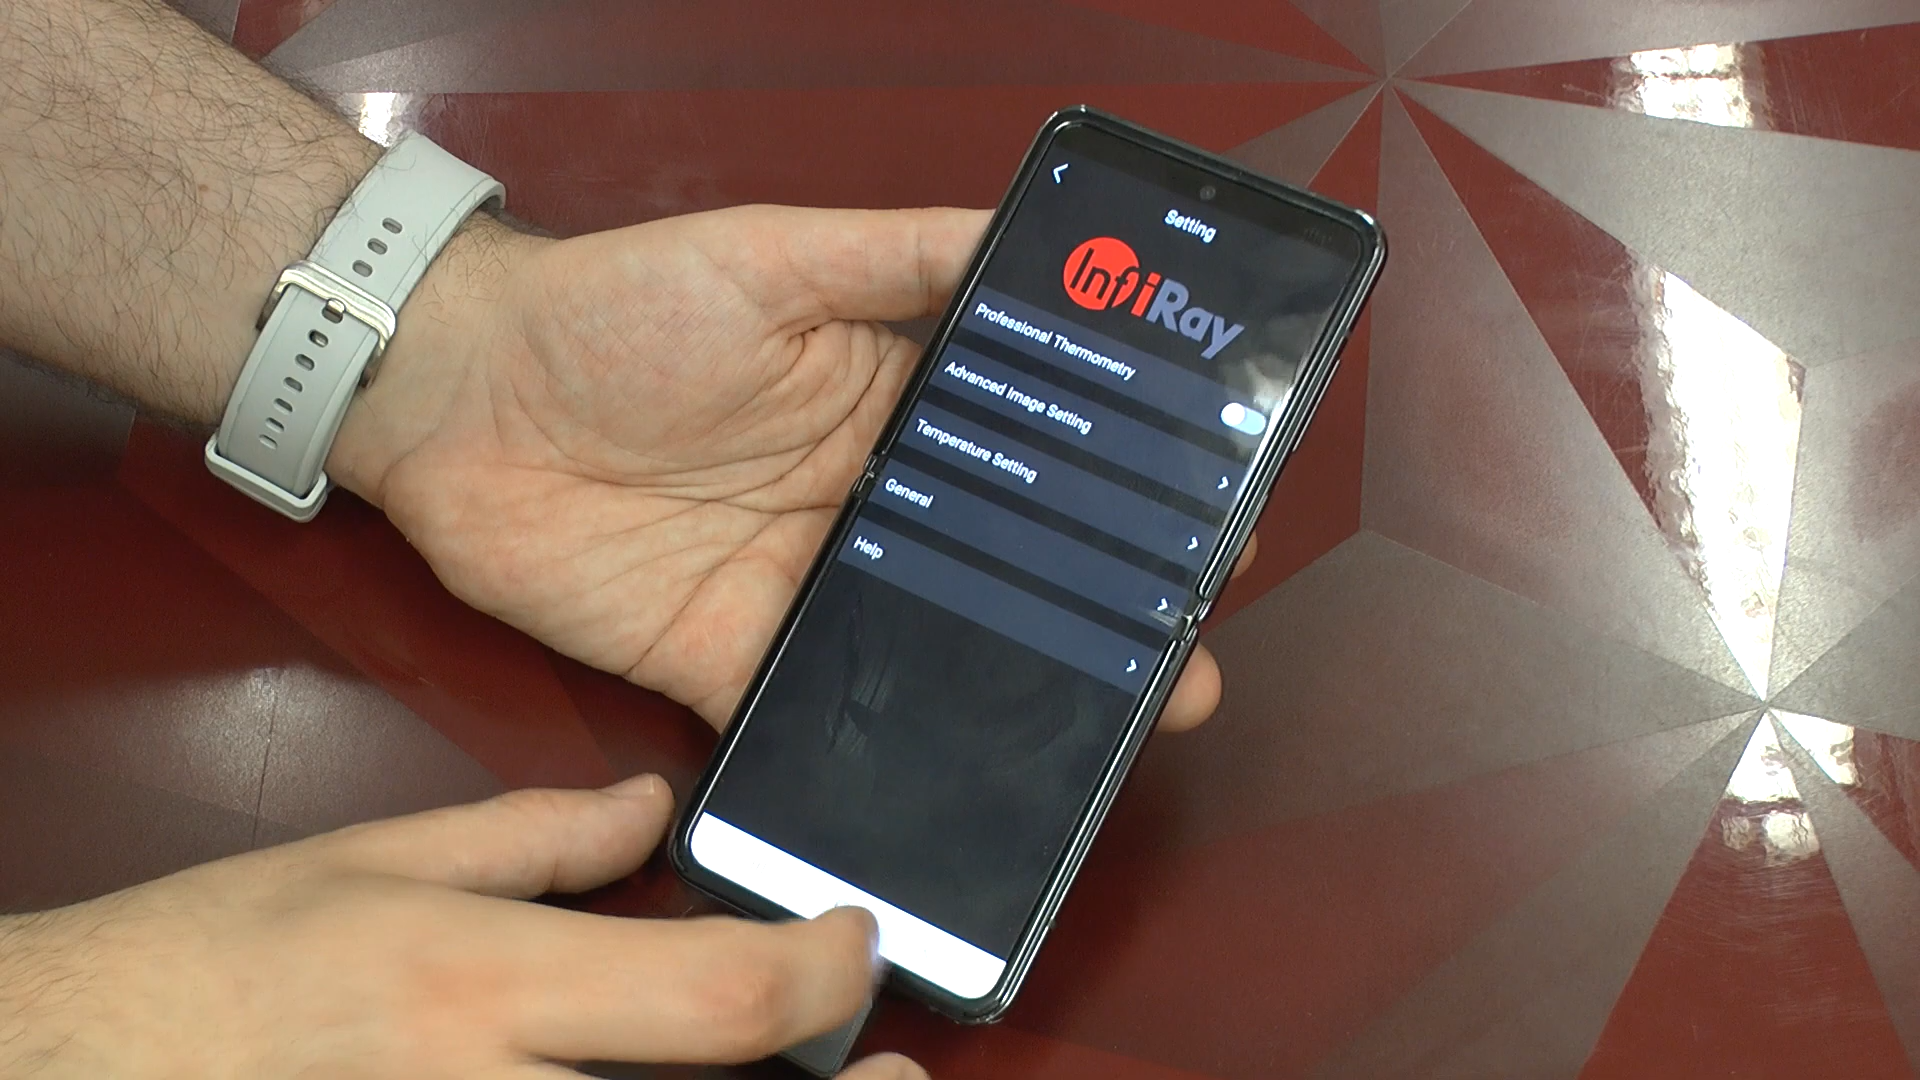 Setting
InfiRay
Professional Thermometry
Advanced Image Setting
Temperature Setting
General
Help